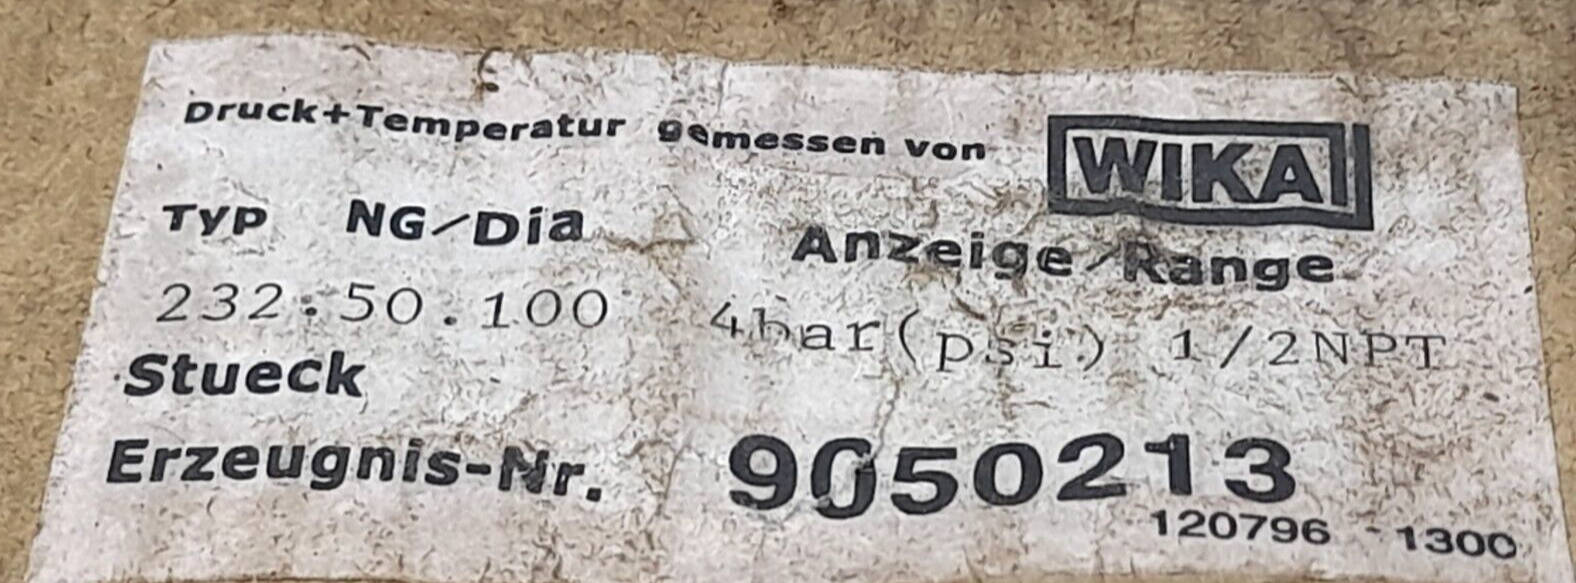 Druck+Temperatur gemessen von WIKA
Typ NG/Dia Anzeige/Range
232.50.100 4bar(psi) 1/2NPT
Stueck
Erzeugnis-Nr. 9050213
120796 - 1300